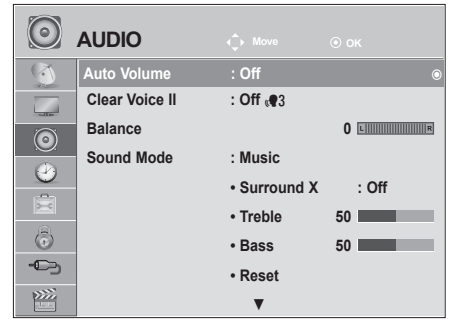 AUDIO Move OK
Auto Volume : Off
Clear Voice II : Off 3
Balance 0 L R
Sound Mode : Music
• Surround X : Off
• Treble 50
• Bass 50
• Reset
▼